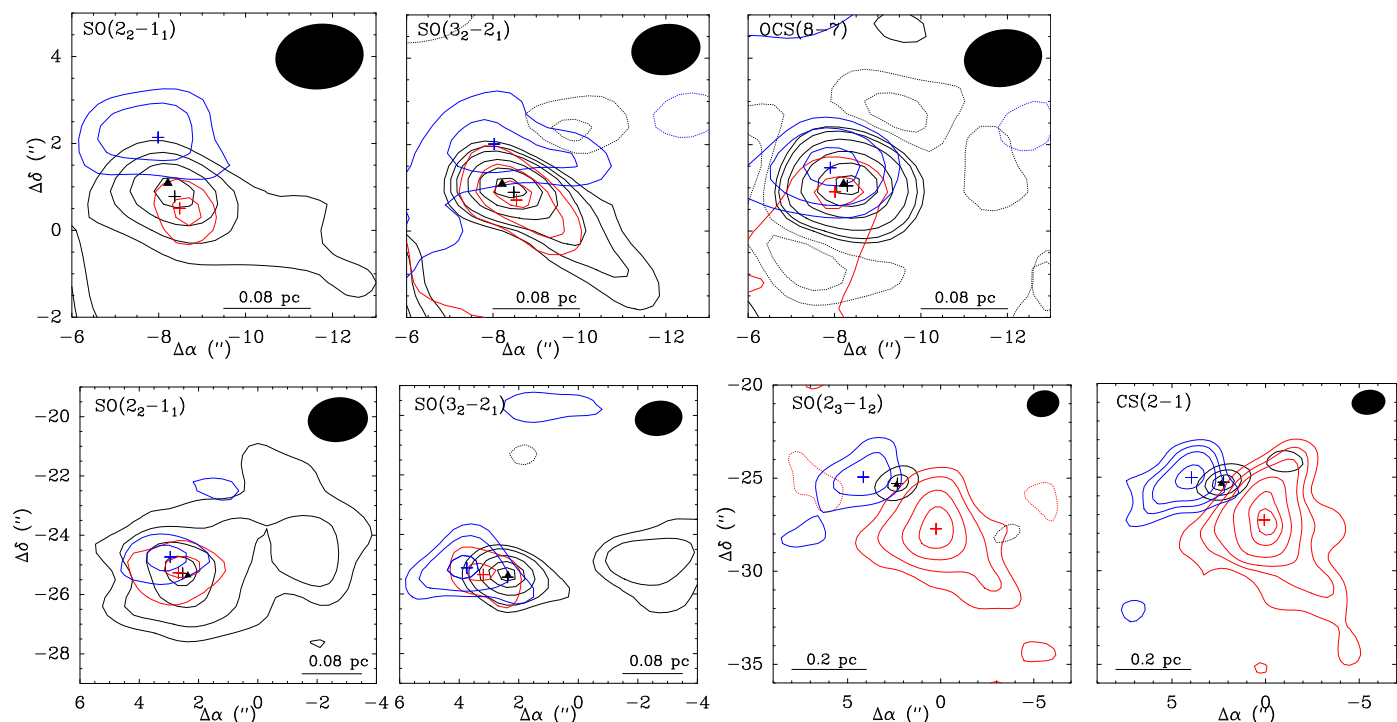 SO(2₂−1₁) SO(3₂−2₁) OCS(8−7)
4
2
0
−2
Δδ (″)
0.08 pc 0.08 pc 0.08 pc
−6 −8 −10 −12 −6 −8 −10 −12 −6 −8 −10 −12
Δα (″) Δα (″) Δα (″)
SO(2₂−1₁) SO(3₂−2₁) SO(2₃−1₂) CS(2−1)
−20
−22
−24
−26
−28
Δδ (″)
−20
−25
−30
−35
Δδ (″)
0.08 pc 0.08 pc 0.2 pc 0.2 pc
4 2 0 −2 −4 4 2 0 −2 −4 5 0 −5 5 0 −5
Δα (″) Δα (″) Δα (″) Δα (″)